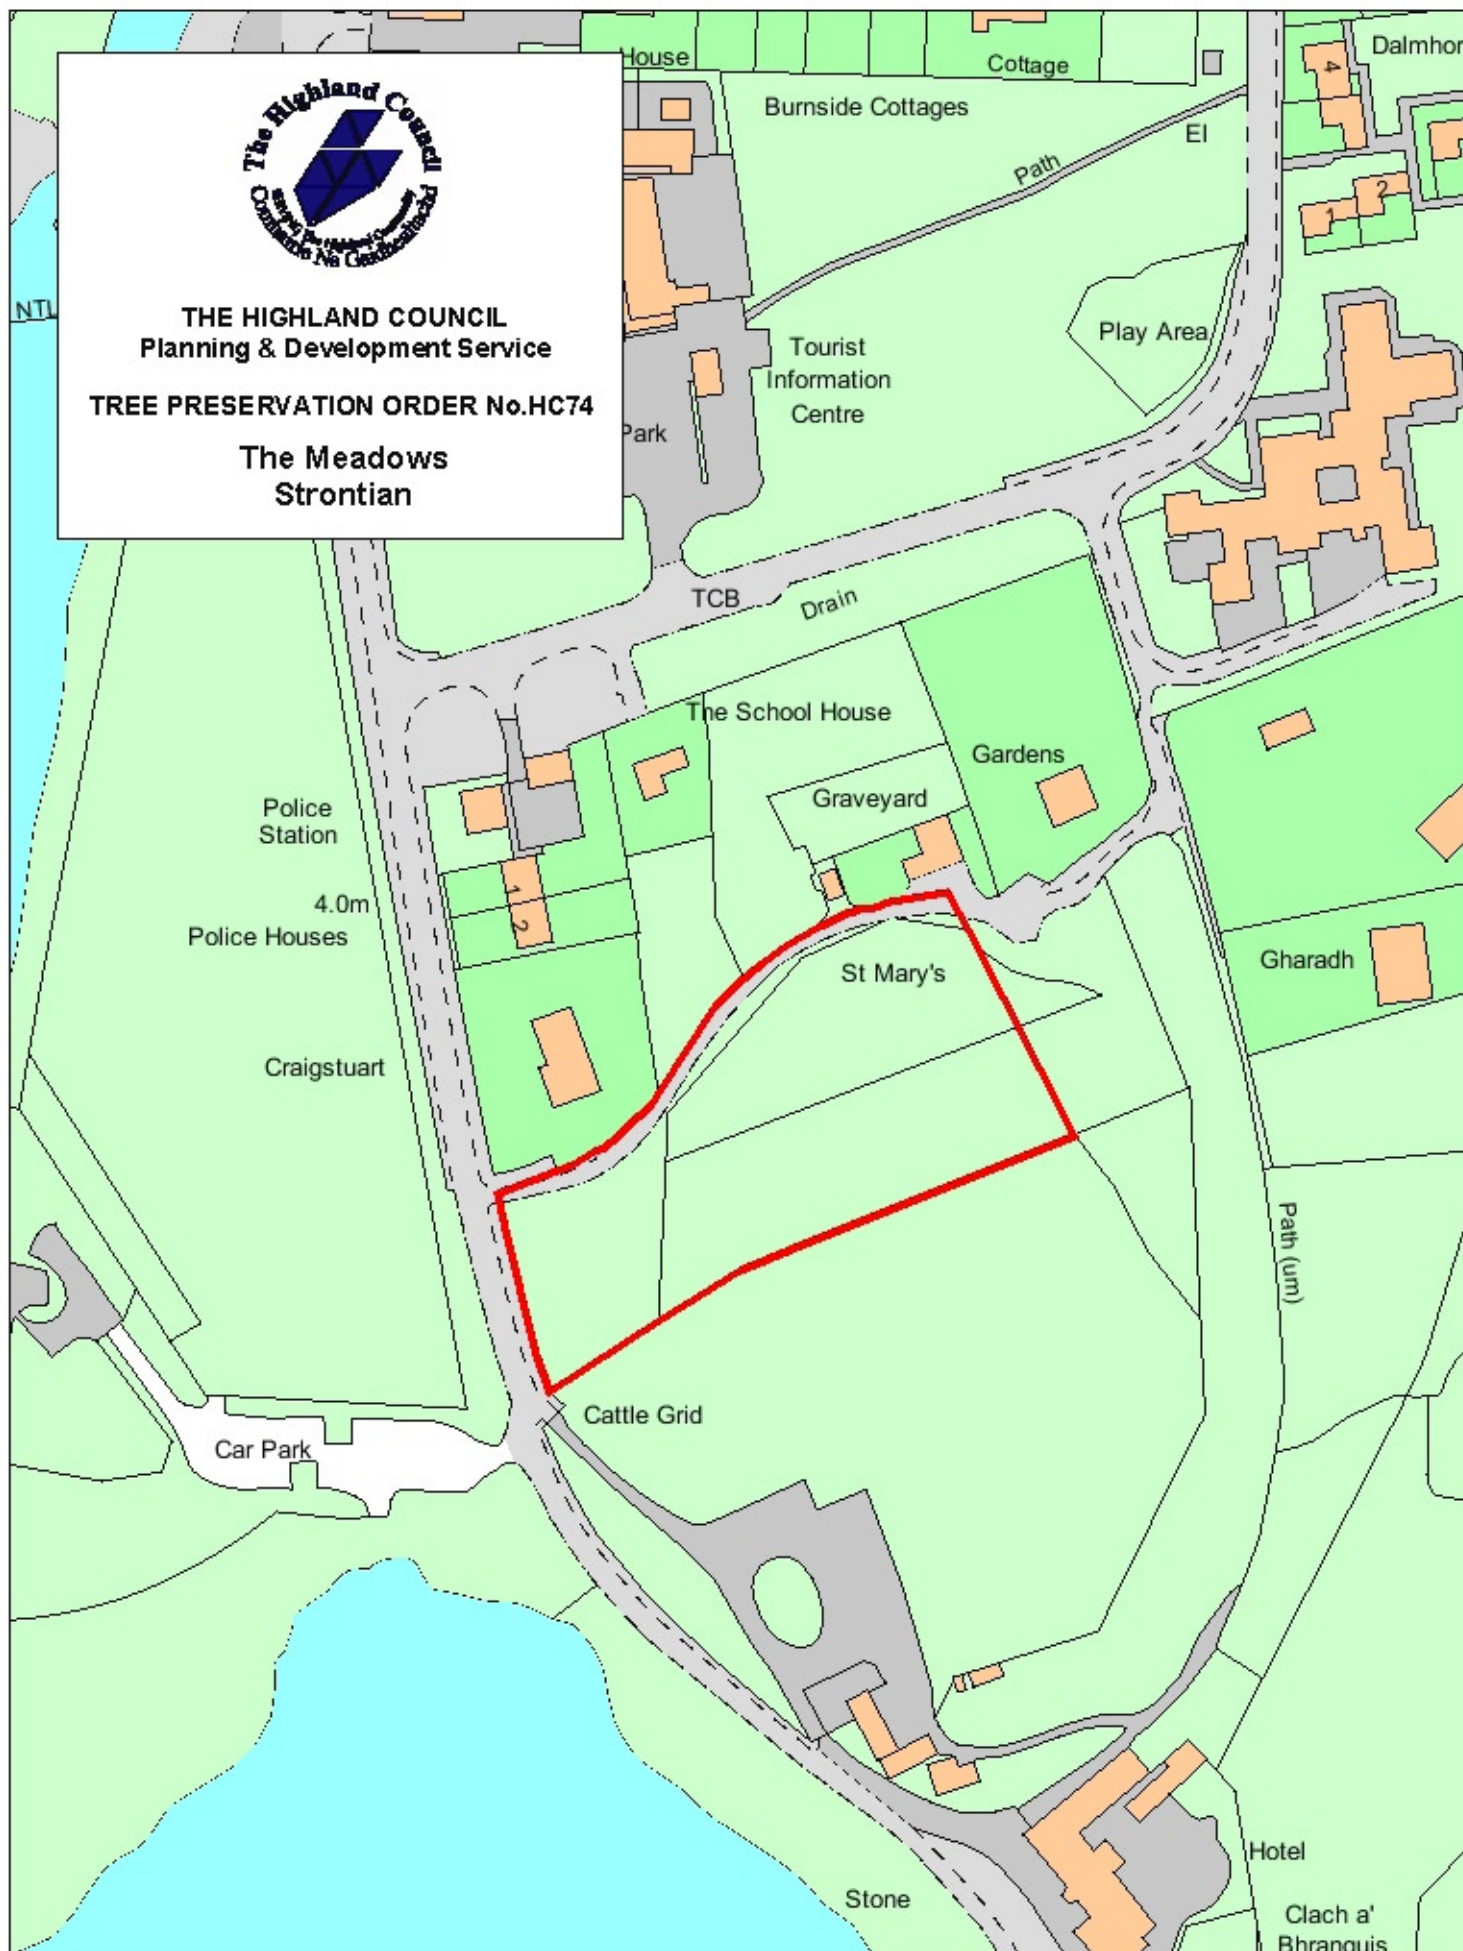 The Highland Council
Comhairle Na Gaidhealtachd
THE HIGHLAND COUNCIL
Planning & Development Service
TREE PRESERVATION ORDER No.HC74
The Meadows
Strontian
House
Cottage
Dalmhor
4
Burnside Cottages
El
Path
2
1
NTL
Play Area
Tourist
Information
Centre
Park
TCB
Drain
The School House
Gardens
Graveyard
Police
Station
1
4.0m
2
Police Houses
St Mary's
Gharadh
Craigstuart
Path (um)
Cattle Grid
Car Park
Hotel
Stone
Clach a'
Bhranguis